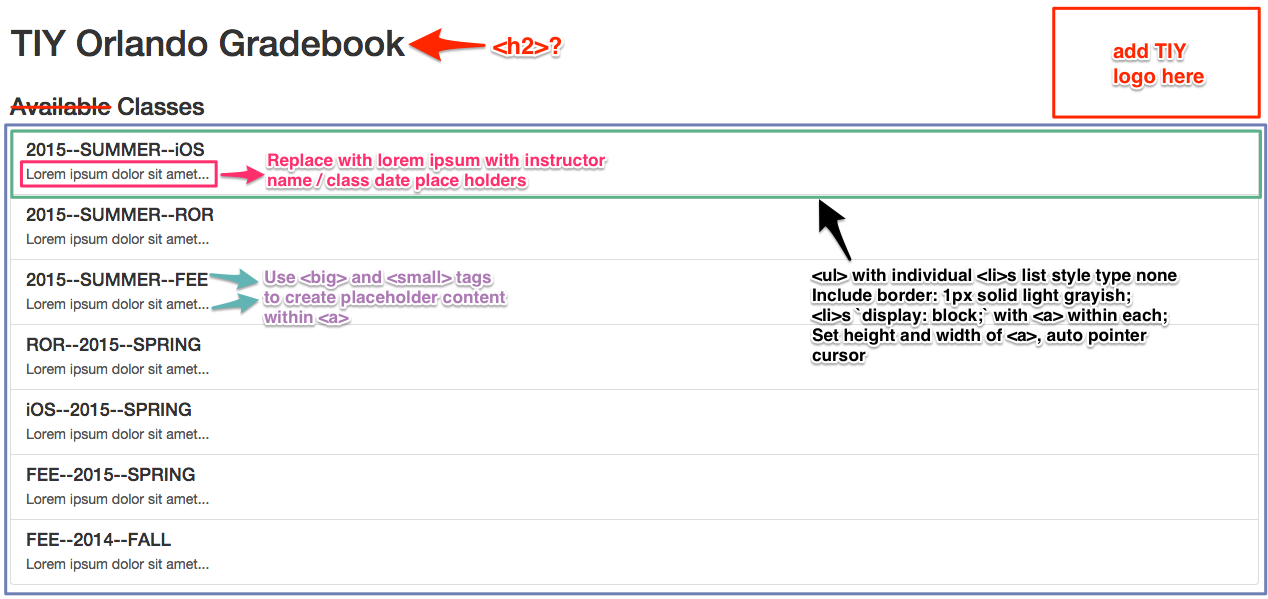 TIY Orlando Gradebook
<h2>?
add TIY
logo here
Available Classes
2015--SUMMER--iOS
Lorem ipsum dolor sit amet...
Replace with lorem ipsum with instructor
name / class date place holders
2015--SUMMER--ROR
Lorem ipsum dolor sit amet...
2015--SUMMER--FEE
Lorem ipsum dolor sit amet...
Use <big> and <small> tags
to create placeholder content
within <a>
<ul> with individual <li>s list style type none
Include border: 1px solid light grayish;
<li>s `display: block;` with <a> within each;
Set height and width of <a>, auto pointer
cursor
ROR--2015--SPRING
Lorem ipsum dolor sit amet...
iOS--2015--SPRING
Lorem ipsum dolor sit amet...
FEE--2015--SPRING
Lorem ipsum dolor sit amet...
FEE--2014--FALL
Lorem ipsum dolor sit amet...